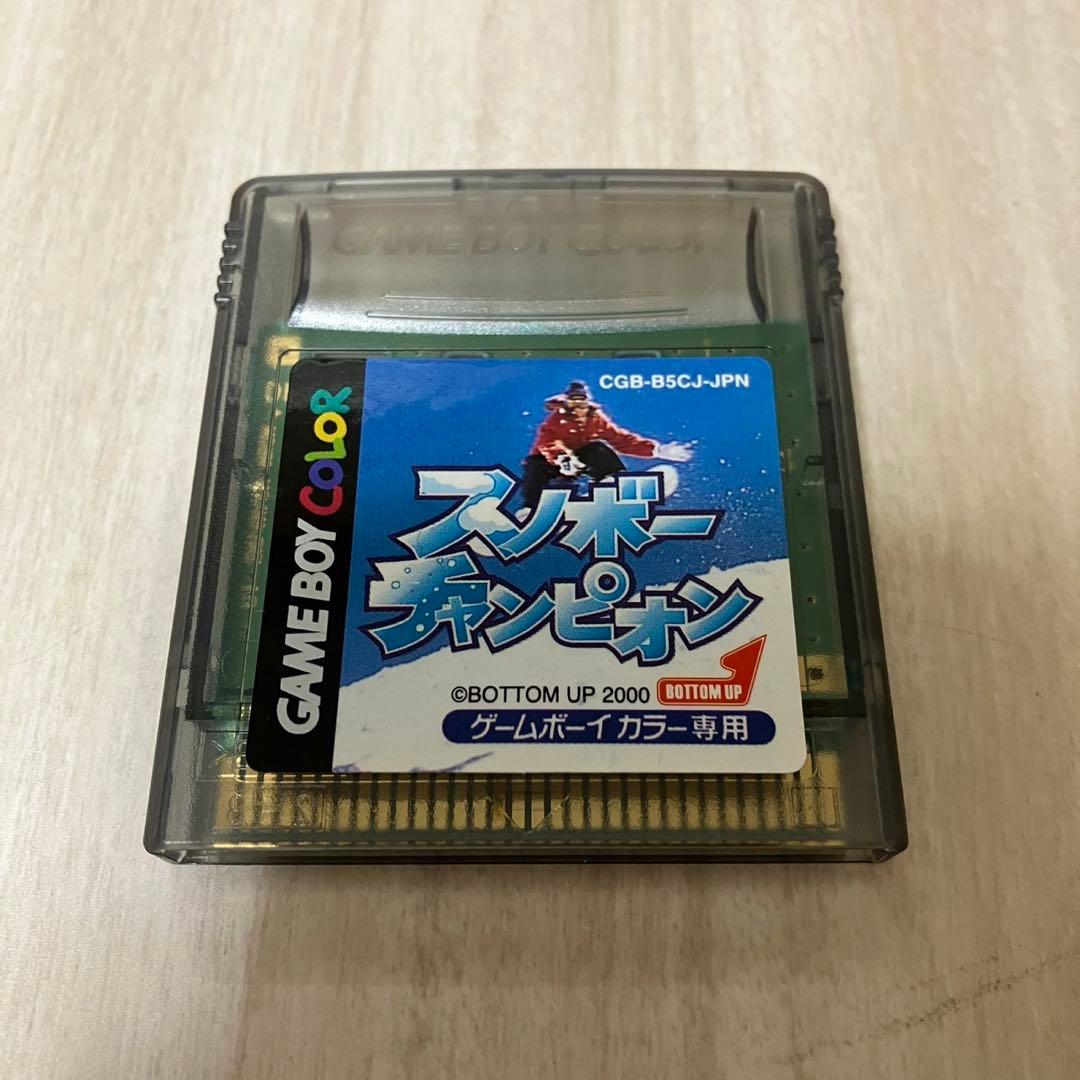 GAME BOY COLOR
GAME BOY COLOR
CGB-B5CJ-JPN
スノボー
チャンピオン
©BOTTOM UP 2000
BOTTOM UP
ゲームボーイ カラー専用